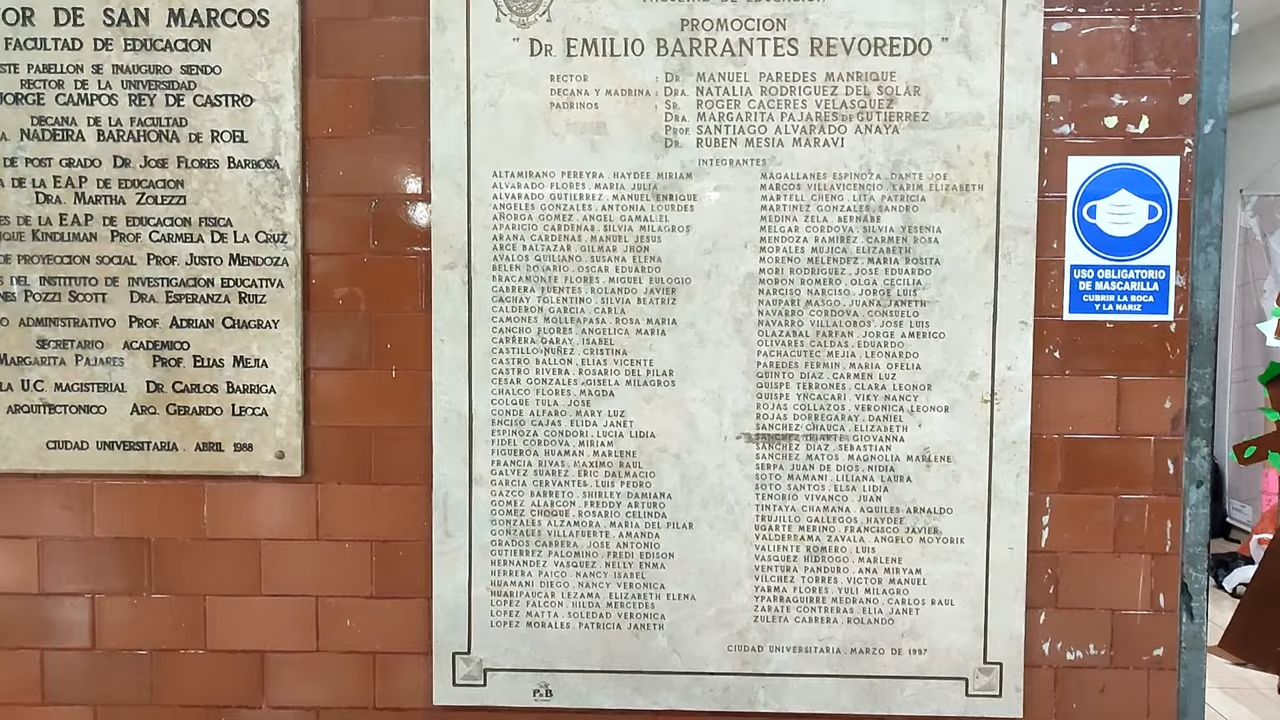 OR DE SAN MARCOS
FACULTAD DE EDUCACION
STE PABELLON SE INAUGURO SIENDO
RECTOR DE LA UNIVERSIDAD
JORGE CAMPOS REY DE CASTRO
DECANA DE LA FACULTAD
A. NADEIRA BARAHONA DE ROEL
DE POST GRADO DR. JOSE FLORES BARBOSA
A DE LA E.A.P. DE EDUCACION
DRA. MARTHA ZOLEZZI
ES DE LA E.A.P. DE EDUCACION FISICA
QUE KINDLIMAN PROF. CARMELA DE LA CRUZ
DE PROYECCION SOCIAL PROF. JUSTO MENDOZA
S DEL INSTITUTO DE INVESTIGACION EDUCATIVA
NES POZZI SCOTT DRA. ESPERANZA RUIZ
O ADMINISTRATIVO PROF. ADRIAN CHAGRAY
SECRETARIO ACADEMICO
MARGARITA PAJARES PROF. ELIAS MEJIA
LA U.C. MAGISTERIAL DR. CARLOS BARRIGA
ARQUITECTONICO ARQ. GERARDO LECCA
CIUDAD UNIVERSITARIA . ABRIL 1988
FACULTAD DE EDUCACION
PROMOCION
" DR. EMILIO BARRANTES REVOREDO "
RECTOR : DR. MANUEL PAREDES MANRIQUE
DECANA Y MADRINA : DRA. NATALIA RODRIGUEZ DEL SOLAR
PADRINOS : SR. ROGER CACERES VELASQUEZ
DRA. MARGARITA PAJARES DE GUTIERREZ
PROF. SANTIAGO ALVARADO ANAYA
DR. RUBEN MESIA MARAVI
INTEGRANTES
ALTAMIRANO PEREYRA . HAYDEE MIRIAM
ALVARADO FLORES . MARIA JULIA
ALVARADO GUTIERREZ . MANUEL ENRIQUE
ANGELES GONZALES . ANTONIA LOURDES
AÑORGA GOMEZ . ANGEL GAMALIEL
APARICIO CARDENAS . SILVIA MILAGROS
ARANA CARDENAS . MANUEL JESUS
ARCE BALTAZAR . GILMAR JHON
AVALOS QUILIANO . SUSANA ELENA
BELEN ROSARIO . OSCAR EDUARDO
BRACAMONTE FLORES . MIGUEL EULOGIO
CABRERA FUENTES . ROLANDO JAVIER
CACHAY TOLENTINO . SILVIA BEATRIZ
CALDERON GARCIA . CARLA
CAMONES MOLLEAPASA . ROSA MARIA
CANCHO FLORES . ANGELICA MARIA
CARRERA GARAY . ISABEL
CASTILLO NUÑEZ . CRISTINA
CASTRO BALLON . ELIAS VICENTE
CASTRO RIVERA . ROSARIO DEL PILAR
CESAR GONZALES . GISELA MILAGROS
CHALCO FLORES . MAGDA
COLQUE TULA . JOSE
CONDE ALFARO . MARY LUZ
ENCISO CAJAS . ELIDA JANET
ESPINOZA CONDORI . LUCIA LIDIA
FIDEL CORDOVA . MIRIAM
FIGUEROA HUAMAN . MARLENE
FRANCIA RIVAS . MAXIMO RAUL
GALVEZ SUAREZ . ERIC DALMACIO
GARCIA CERVANTES . LUIS PEDRO
GAZCO BARRETO . SHIRLEY DAMIANA
GOMEZ ALARCON . FREDDY ARTURO
GOMEZ CHOQUE . ROSARIO CELINDA
GONZALES ALZAMORA . MARIA DEL PILAR
GONZALES VILLAFUERTE . AMANDA
GRADOS CABRERA . JOSE ANTONIO
GUTIERREZ PALOMINO . FREDI EDISON
HERNANDEZ VASQUEZ . NELLY ENMA
HERRERA PAICO . NANCY ISABEL
HUAMANI DIEGO . NANCY VERONICA
HUARIPAUCAR LEZAMA . ELIZABETH ELENA
LOPEZ FALCON . HILDA MERCEDES
LOPEZ MATTA . SOLEDAD VERONICA
LOPEZ MORALES . PATRICIA JANETH
MAGALLANES ESPINOZA . DANTE JOE
MARCOS VILLAVICENCIO . KARIM ELIZABETH
MARTELL CHENG . LITA PATRICIA
MARTINEZ GONZALES . SANDRO
MEDINA ZELA . BERNABE
MELGAR CORDOVA . SILVIA YESENIA
MENDOZA RAMIREZ . CARMEN ROSA
MORALES MUJICA . ELIZABETH
MORENO MELENDEZ . MARIA ROSITA
MORI RODRIGUEZ . JOSE EDUARDO
MORON ROMERO . OLGA CECILIA
NARCISO NARCISO . JORGE LUIS
NAUPARI MASGO . JUANA JANETH
NAVARRO CORDOVA . CONSUELO
NAVARRO VILLALOBOS . JOSE LUIS
OLAZABAL FARFAN . JORGE AMERICO
OLIVARES CALDAS . EDUARDO
PACHACUTEC MEJIA . LEONARDO
PAREDES FERMIN . MARIA OFELIA
QUINTO DIAZ . CARMEN LUZ
QUISPE TERRONES . CLARA LEONOR
QUISPE YNCACARI . VIKY NANCY
ROJAS COLLAZOS . VERONICA LEONOR
ROJAS DORREGARAY . DANIEL
SANCHEZ CHAUCA . ELIZABETH
SANCHEZ IRIARTE . GIOVANNA
SANCHEZ DIAZ . SEBASTIAN
SANCHEZ MATOS . MAGNOLIA MARLENE
SERPA JUAN DE DIOS . NIDIA
SOTO MAMANI . LILIANA LAURA
SOTO SANTOS . ELSA LIDIA
TENORIO VIVANCO . JUAN
TINTAYA CHAMANA . AQUILES ARNALDO
TRUJILLO GALLEGOS . HAYDEE
UGARTE MERINO . FRANCISCO JAVIER
VALDERRAMA ZAVALA . ANGELO MOYORIK
VALIENTE ROMERO . LUIS
VASQUEZ HIDROGO . MARLENE
VENTURA PANDURO . ANA MIRYAM
VILCHEZ TORRES . VICTOR MANUEL
YARMA FLORES . YULI MILAGRO
YPARRAGUIRRE MEDRANO . CARLOS RAUL
ZARATE CONTRERAS . ELIA JANET
ZULETA CABRERA . ROLANDO
CIUDAD UNIVERSITARIA . MARZO DE 1997
P&B
USO OBLIGATORIO
DE MASCARILLA
CUBRIR LA BOCA
Y LA NARIZ